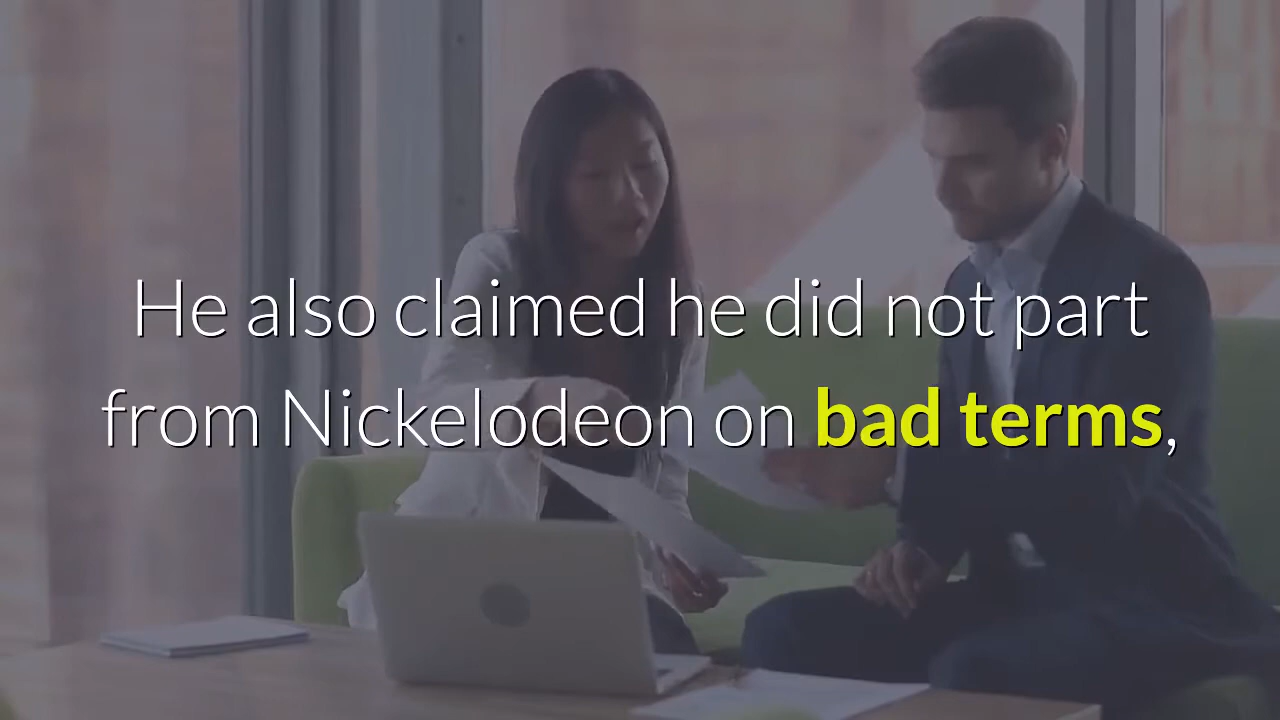 He also claimed he did not part
from Nickelodeon on bad terms,